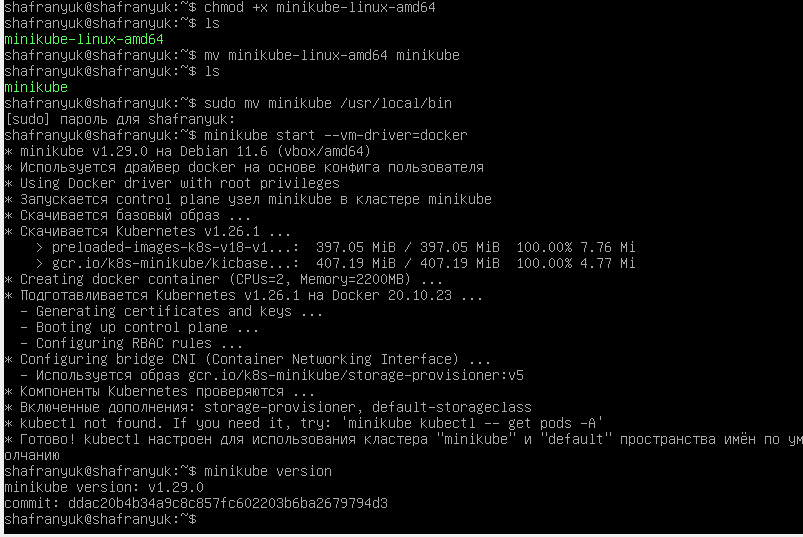 shafranyuk@shafranyuk:~$ chmod +x minikube-linux-amd64
shafranyuk@shafranyuk:~$ ls
minikube-linux-amd64
shafranyuk@shafranyuk:~$ mv minikube-linux-amd64 minikube
shafranyuk@shafranyuk:~$ ls
minikube
shafranyuk@shafranyuk:~$ sudo mv minikube /usr/local/bin
[sudo] пароль для shafranyuk:
shafranyuk@shafranyuk:~$ minikube start --vm-driver=docker
* minikube v1.29.0 на Debian 11.6 (vbox/amd64)
* Используется драйвер docker на основе конфига пользователя
* Using Docker driver with root privileges
* Запускается control plane узел minikube в кластере minikube
* Скачивается базовый образ ...
* Скачивается Kubernetes v1.26.1 ...
    > preloaded-images-k8s-v18-v1...:  397.05 MiB / 397.05 MiB  100.00% 7.76 Mi
    > gcr.io/k8s-minikube/kicbase...:  407.19 MiB / 407.19 MiB  100.00% 4.77 Mi
* Creating docker container (CPUs=2, Memory=2200MB) ...
* Подготавливается Kubernetes v1.26.1 на Docker 20.10.23 ...
  - Generating certificates and keys ...
  - Booting up control plane ...
  - Configuring RBAC rules ...
* Configuring bridge CNI (Container Networking Interface) ...
  - Используется образ gcr.io/k8s-minikube/storage-provisioner:v5
* Компоненты Kubernetes проверяются ...
* Включенные дополнения: storage-provisioner, default-storageclass
* kubectl not found. If you need it, try: 'minikube kubectl -- get pods -A'
* Готово! kubectl настроен для использования кластера "minikube" и "default" пространства имён по ум
олчанию
shafranyuk@shafranyuk:~$ minikube version
minikube version: v1.29.0
commit: ddac20b4b34a9c8c857fc602203b6ba2679794d3
shafranyuk@shafranyuk:~$